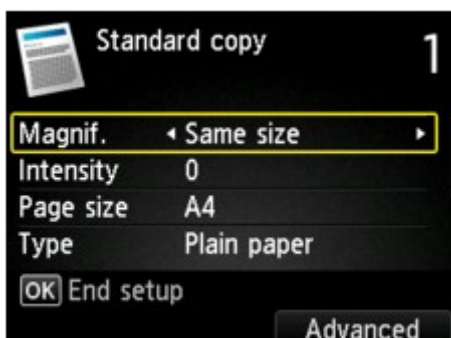 Standard copy 1
Magnif. Same size
Intensity 0
Page size A4
Type Plain paper
OK End setup
Advanced